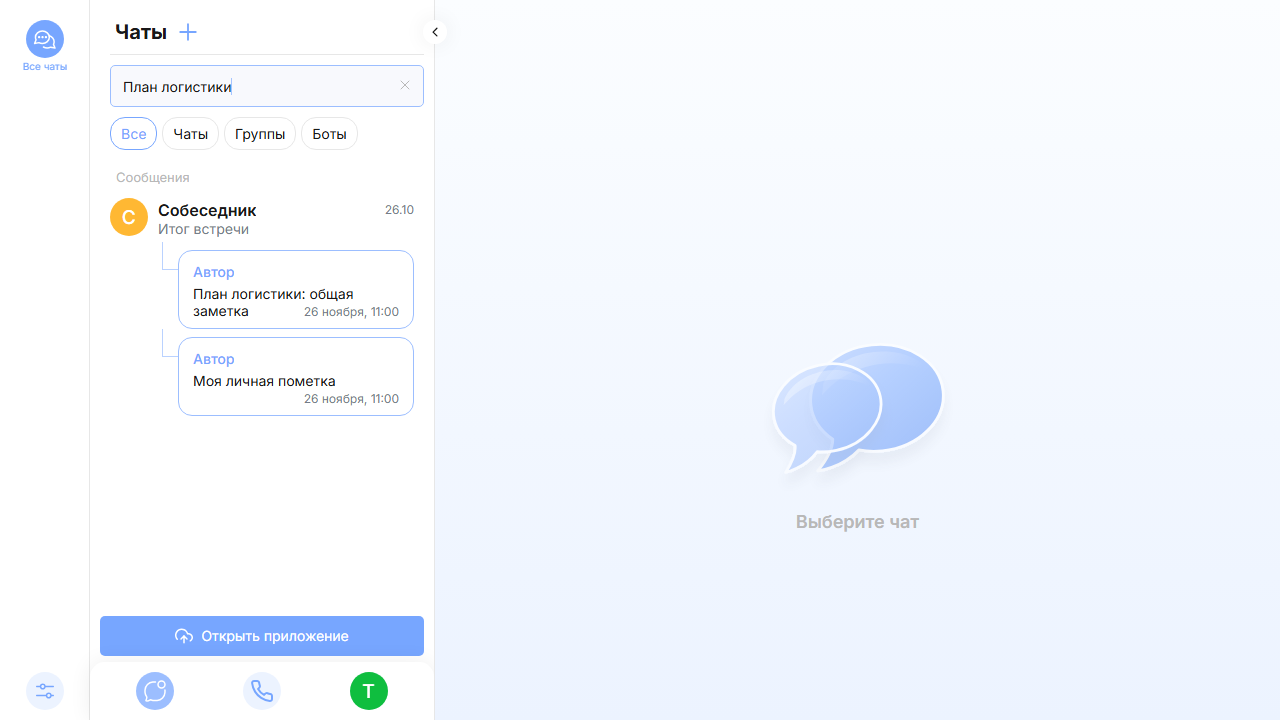 Чаты
Все чаты
План логистики
Все
Чаты
Группы
Боты
Сообщения
С
Собеседник
26.10
Итог встречи
Автор
План логистики: общая
заметка
26 ноября, 11:00
Автор
Моя личная пометка
26 ноября, 11:00
Выберите чат
Открыть приложение
Т